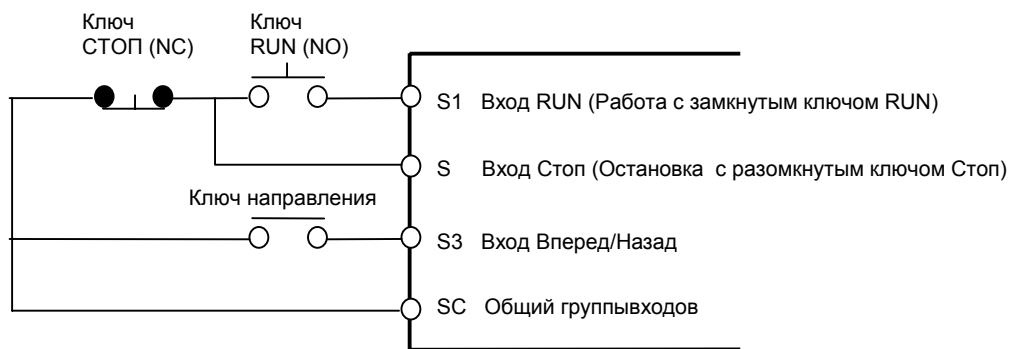 Ключ
СТОП (NC)
Ключ
RUN (NO)
S1 Вход RUN (Работа с замкнутым ключом RUN)
S Вход Стоп (Остановка с разомкнутым ключом Стоп)
Ключ направления
S3 Вход Вперед/Назад
SC Общий группывходов